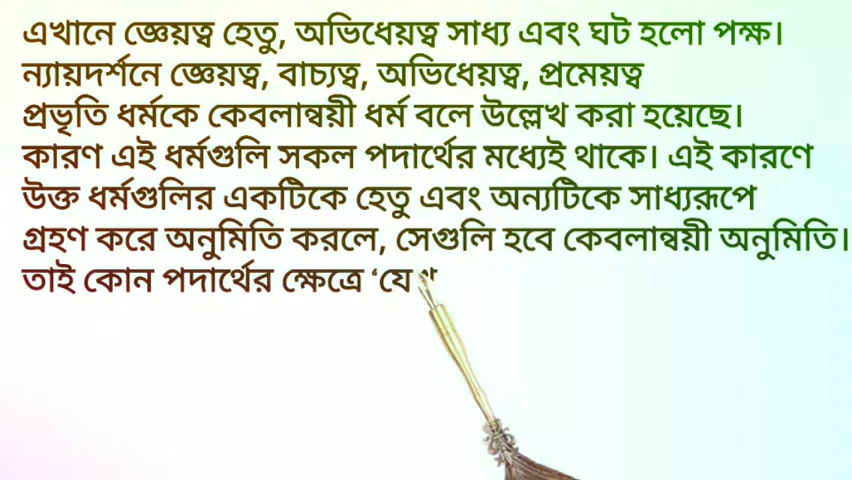 এখানে জ্ঞেয়ত্ব হেতু, অভিধেয়ত্ব সাধ্য এবং ঘট হলো পক্ষ।
ন্যায়দর্শনে জ্ঞেয়ত্ব, বাচ্যত্ব, অভিধেয়ত্ব, প্রমেয়ত্ব
প্রভৃতি ধর্মকে কেবলান্বয়ী ধর্ম বলে উল্লেখ করা হয়েছে।
কারণ এই ধর্মগুলি সকল পদার্থের মধ্যেই থাকে। এই কারণে
উক্ত ধর্মগুলির একটিকে হেতু এবং অন্যটিকে সাধ্যরূপে
গ্রহণ করে অনুমিতি করলে, সেগুলি হবে কেবলান্বয়ী অনুমিতি।
তাই কোন পদার্থের ক্ষেত্রে ‘যে